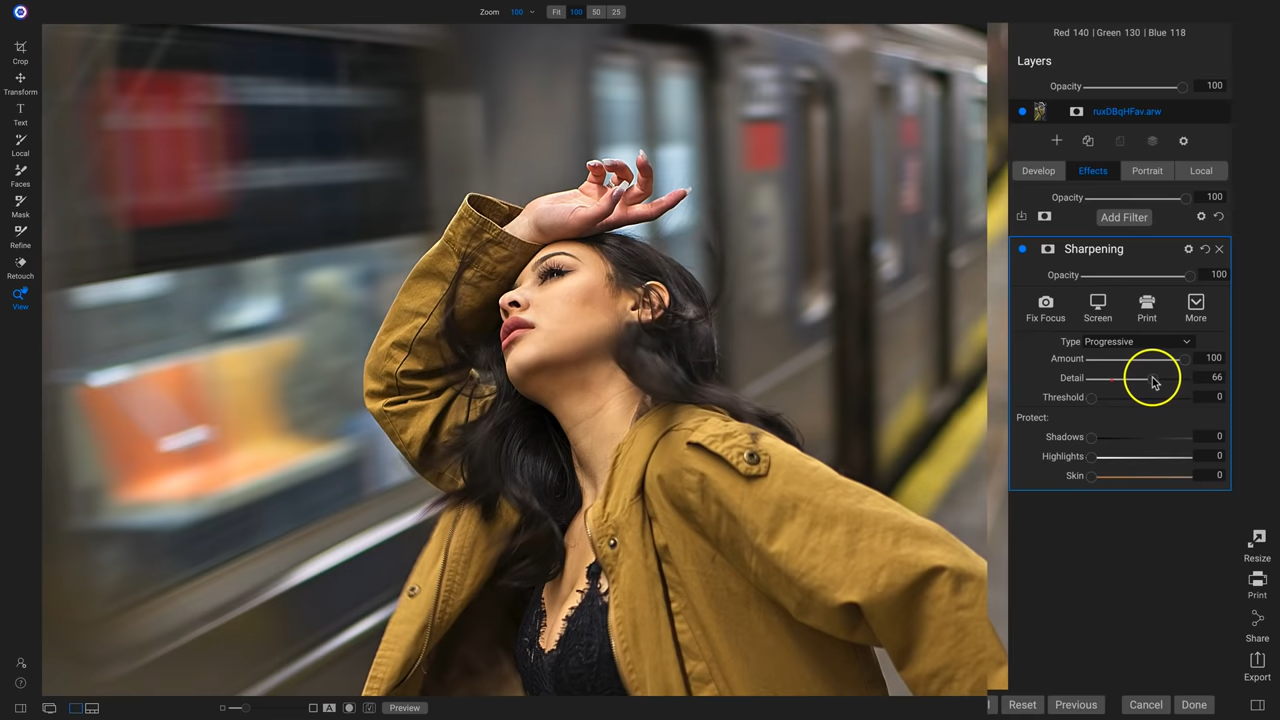 Zoom 100 Fit 100 50 25
Red 140 | Green 130 | Blue 118
Layers
Opacity 100
ruxDBqHFav.arw
Develop Effects Portrait Local
Opacity 100
Add Filter
Sharpening
Opacity 100
Fix Focus Screen Print More
Type Progressive
Amount 100
Detail 66
Threshold 0
Protect:
Shadows 0
Highlights 0
Skin 0
Crop
Transform
Text
Local
Faces
Mask
Refine
Retouch
View
Resize
Print
Share
Export
A Preview
Reset Previous Cancel Done